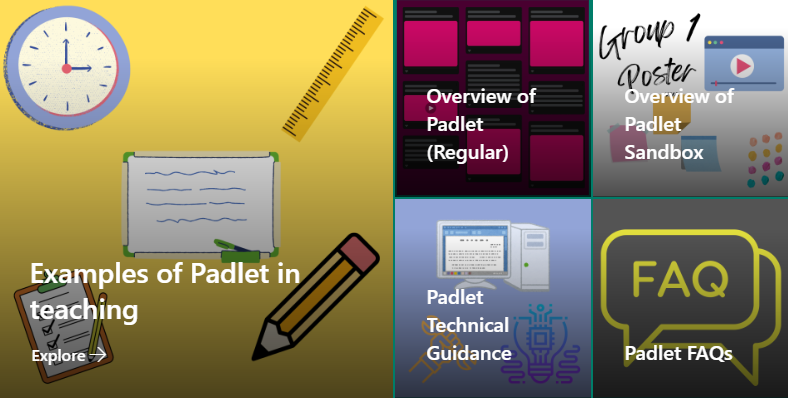 Examples of Padlet in
teaching
Explore →
Overview of
Padlet
(Regular)
Group 1
Poster
Overview of
Padlet
Sandbox
Padlet
Technical
Guidance
FAQ
Padlet FAQs